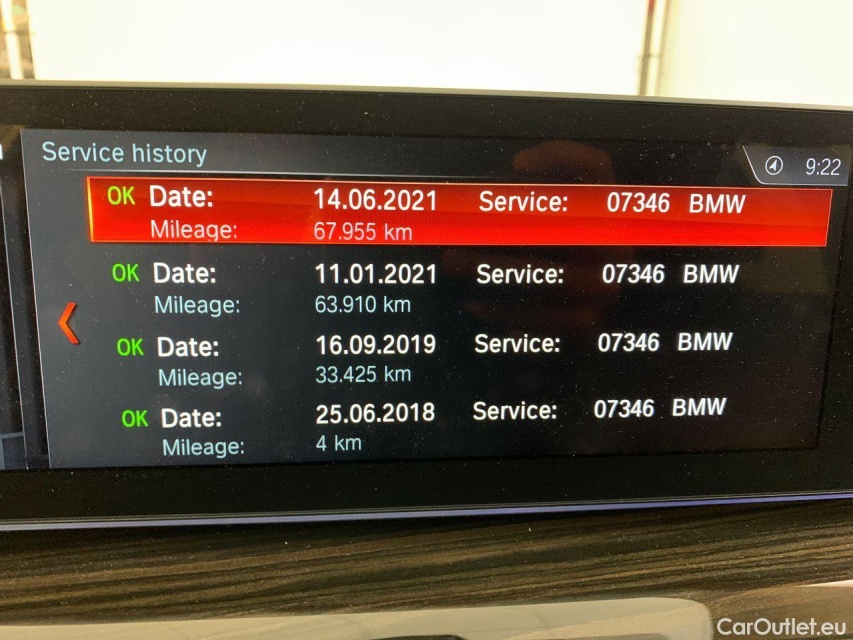 Service history
9:22
OK Date: 14.06.2021 Service: 07346 BMW
Mileage: 67.955 km
OK Date: 11.01.2021 Service: 07346 BMW
Mileage: 63.910 km
OK Date: 16.09.2019 Service: 07346 BMW
Mileage: 33.425 km
OK Date: 25.06.2018 Service: 07346 BMW
Mileage: 4 km
CarOutlet.eu